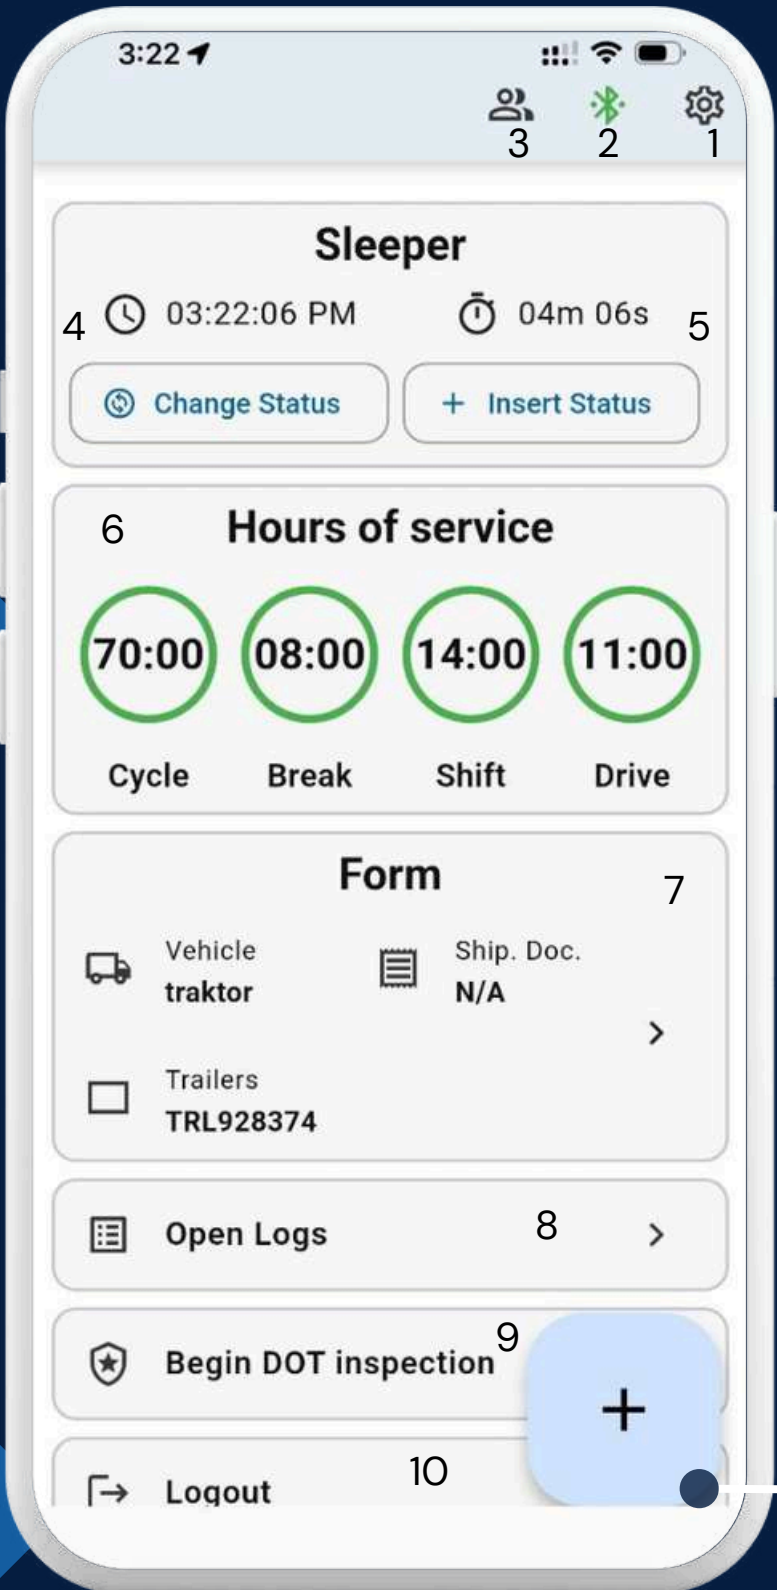 3:22
3 2 1
Sleeper
4 03:22:06 PM 04m 06s 5
Change Status + Insert Status
6 Hours of service
70:00 08:00 14:00 11:00
Cycle Break Shift Drive
Form 7
Vehicle Ship. Doc.
traktor N/A
Trailers
TRL928374
Open Logs 8
Begin DOT inspection 9
+
Logout 10